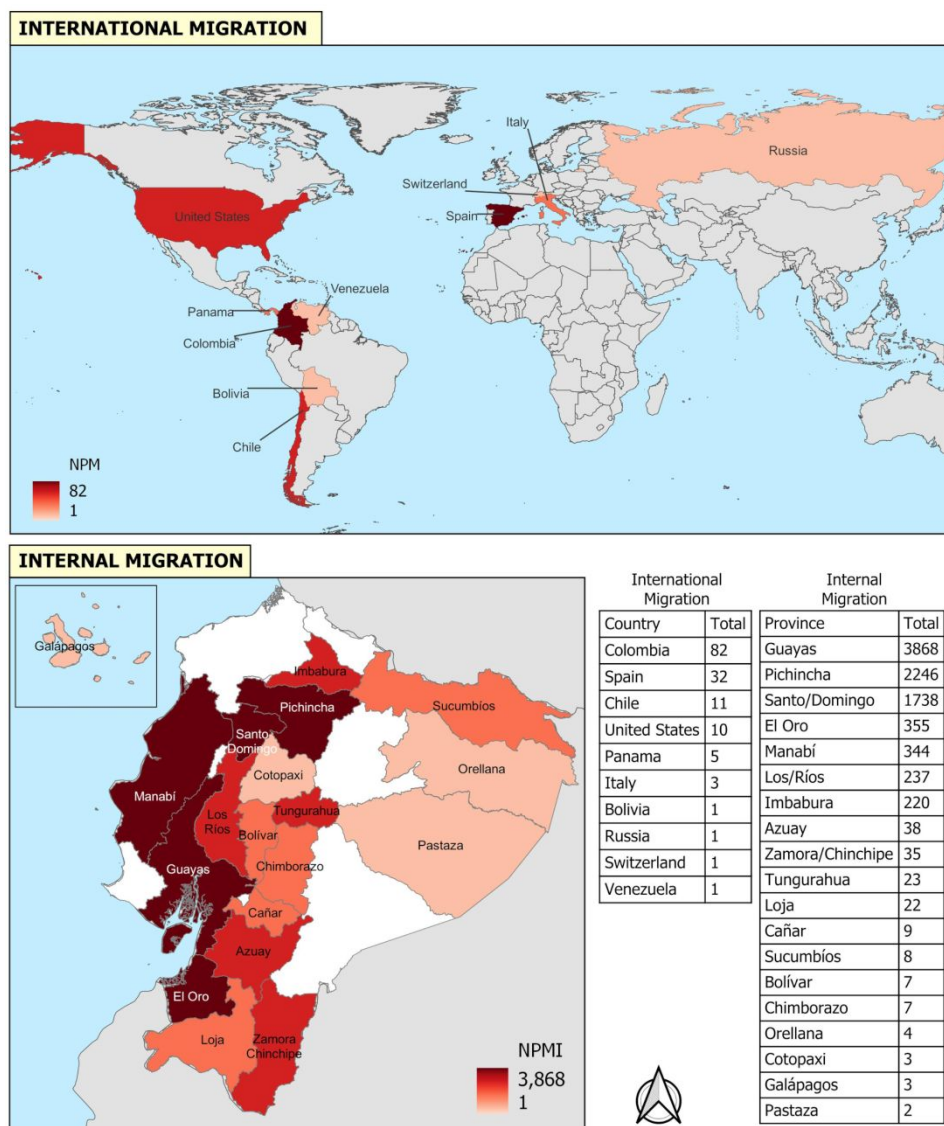 INTERNATIONAL MIGRATION
Italy
Russia
Switzerland
United States
Spain
Venezuela
Panama
Colombia
Bolivia
Chile
NPM
82
1
INTERNAL MIGRATION
Galápagos
Imbabura
Pichincha
Sucumbíos
Santo
Domingo
Orellana
Cotopaxi
Manabí
Los
Ríos
Tungurahua
Bolívar
Pastaza
Chimborazo
Guayas
Cañar
Azuay
El Oro
Loja
Zamora
Chinchipe
NPMI
3,868
1
International
Migration
Country Total
Colombia 82
Spain 32
Chile 11
United States 10
Panama 5
Italy 3
Bolivia 1
Russia 1
Switzerland 1
Venezuela 1
Internal
Migration
Province Total
Guayas 3868
Pichincha 2246
Santo/Domingo 1738
El Oro 355
Manabí 344
Los/Ríos 237
Imbabura 220
Azuay 38
Zamora/Chinchipe 35
Tungurahua 23
Loja 22
Cañar 9
Sucumbíos 8
Bolívar 7
Chimborazo 7
Orellana 4
Cotopaxi 3
Galápagos 3
Pastaza 2